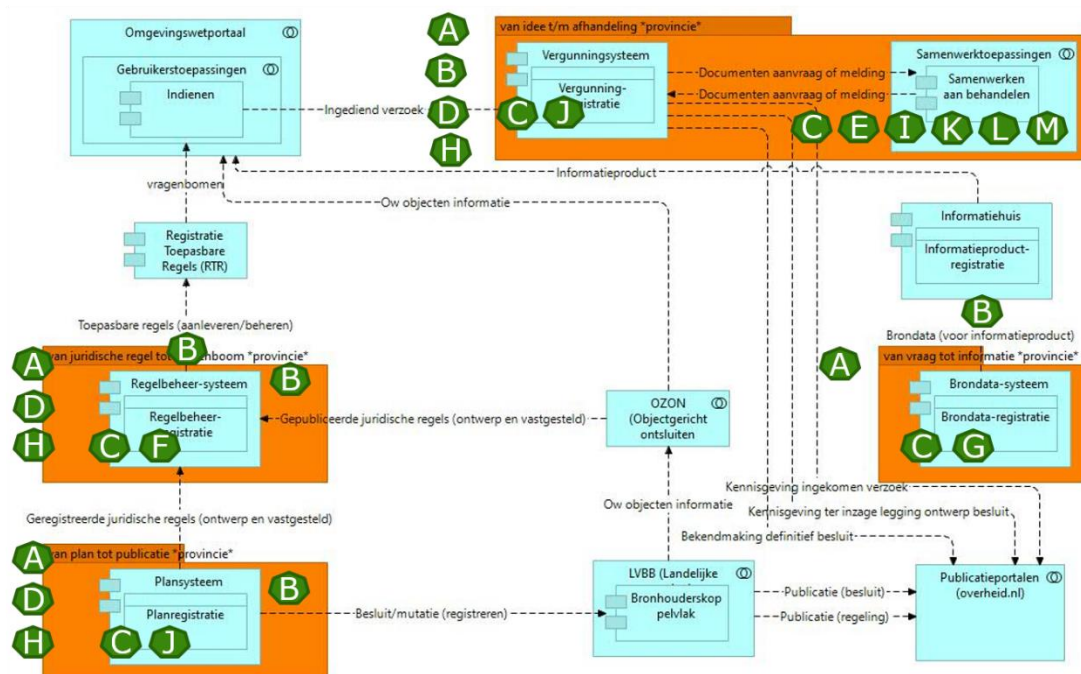 Omgevingswetportaal
Gebruikerstoepassingen
Indienen
Ingediend verzoek
A
B
D
H
van idee t/m afhandeling *provincie*
Vergunningsysteem
Vergunning-
C
J
Documenten aanvraag of melding
Documenten aanvraag of melding
Samenwerktoepassingen
Samenwerken
aan behandelen
C
E
I
K
L
M
Informatieproduct
vragenbomen
Ow objecten informatie
Registratie
Toepasbare
Regels (RTR)
Informatiehuis
Informatieproduct-
registratie
B
Toepasbare regels (aanleveren/beheren)
Brondata (voor informatieproduct)
A
D
H
van juridische regel tot
*provincie*
B
B
Regelbeheer-systeem
Regelbeheer-
C
F
Gepubliceerde juridische regels (ontwerp en vastgesteld)
OZON
(Objectgericht
ontsluiten
A
van vraag tot informatie *provincie*
Brondata-systeem
Brondata-registratie
C
G
Kennisgeving ingekomen verzoek
Kennisgeving ter inzage legging ontwerp besluit
Bekendmaking definitief besluit
Geregistreerde juridische regels (ontwerp en vastgesteld)
Ow objecten informatie
A
D
H
van plan tot publicatie *provincie*
Plansysteem
Planregistratie
C
J
B
Besluit/mutatie (registreren)
LVBB (Landelijke
Bronhouderskop
pelvlak
Publicatie (besluit)
Publicatie (regeling)
Publicatieportalen
(overheid.nl)